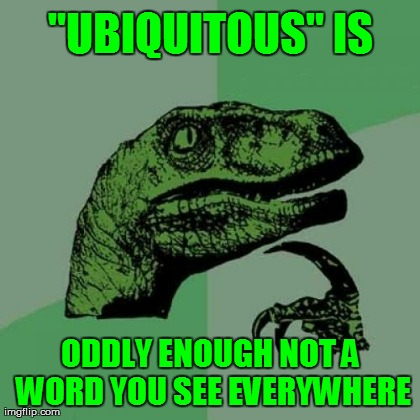 "UBIQUITOUS" IS
ODDLY ENOUGH NOT A
WORD YOU SEE EVERYWHERE
imgflip.com